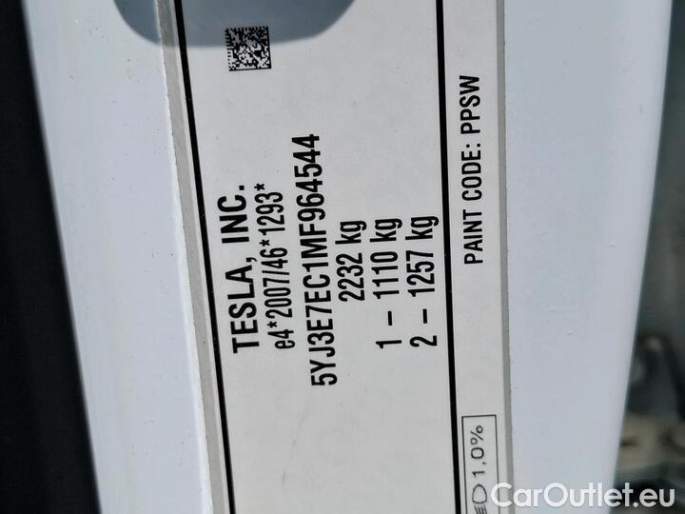 TESLA, INC.
e4*2007/46*1293*
5YJ3E7EC1MF964544
2232 kg
1 – 1110 kg
2 – 1257 kg
PAINT CODE: PPSW
1,0%
CarOutlet.eu